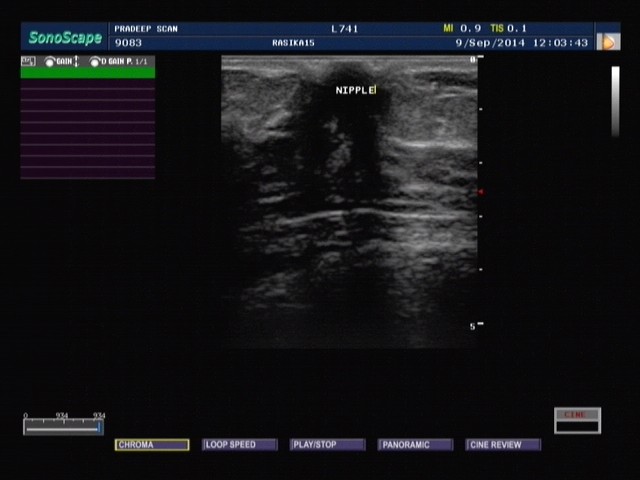 SonoScape
PRADEEP SCAN L741 MI 0.9 TIS 0.1
9083 RASIKA15 9/Sep/2014 12:03:43
GAIN D GAIN P. 1/1
0
NIPPLE
5
0 934 934
CINE
CHROMA LOOP SPEED PLAY/STOP PANORAMIC CINE REVIEW